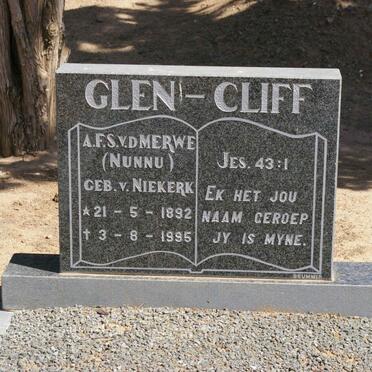 GLEN - CLIFF
A.F.S.V.D MERWE
(NUNNU)
GEB. V. NIEKERK
★ 21 - 5 - 1892
✝ 3 - 8 - 1995
JES. 43:1
EK HET JOU
NAAM GEROEP
JY IS MYNE.
BRUMMER